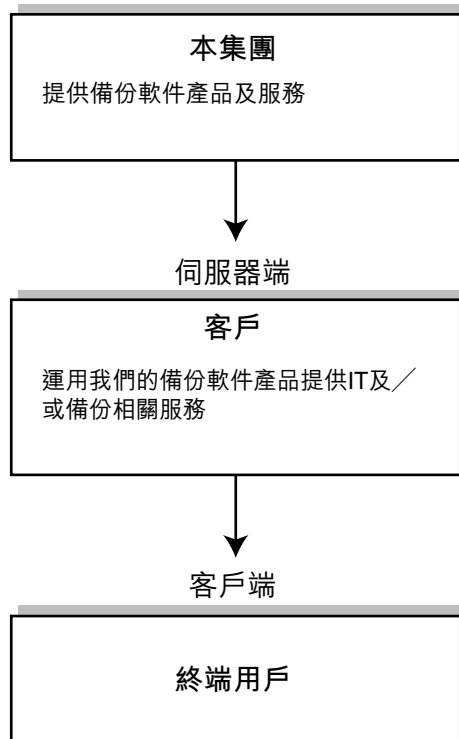 本集團
提供備份軟件產品及服務
伺服器端
客戶
運用我們的備份軟件產品提供IT及／
或備份相關服務
客戶端
終端用戶